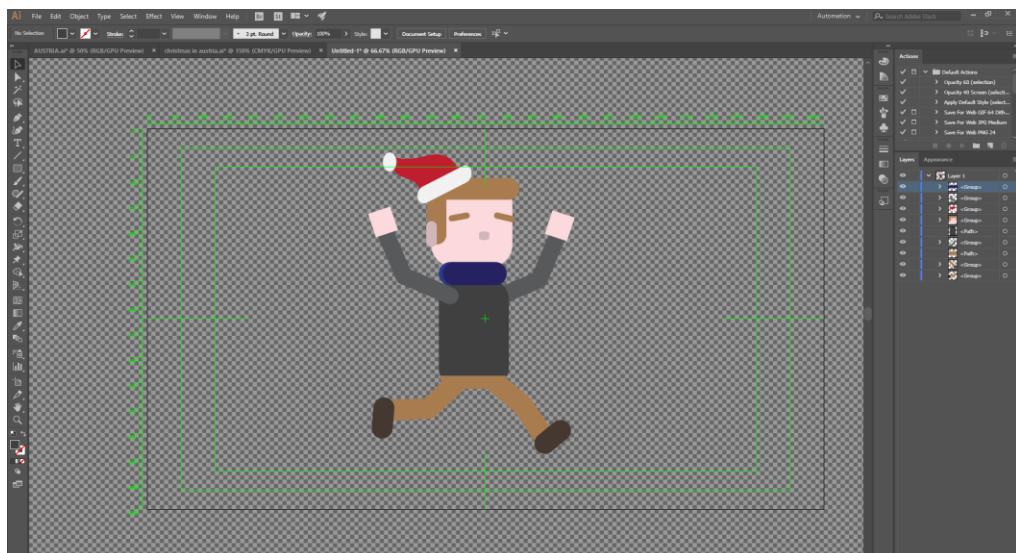 Ai File Edit Object Type Select Effect View Window Help Br St Automation Search Adobe Stock
No Selection Stroke: 3 pt. Round Opacity: 100% Style: Document Setup Preferences
AUSTRIA.ai* @ 50% (RGB/GPU Preview) × christmas in austria.ai* @ 150% (CMYK/GPU Preview) × Untitled-1* @ 66.67% (RGB/GPU Preview) ×
Actions
Default Actions
Opacity 60 (selection)
Opacity 40 Screen (selecti...
Apply Default Style (select...
Save For Web GIF 64 Dith...
Save For Web JPG Medium
Save For Web PNG 24
Layers Appearance
Layer 1
<Group>
<Group>
<Group>
<Group>
<Path>
<Group>
<Path>
<Group>
<Group>